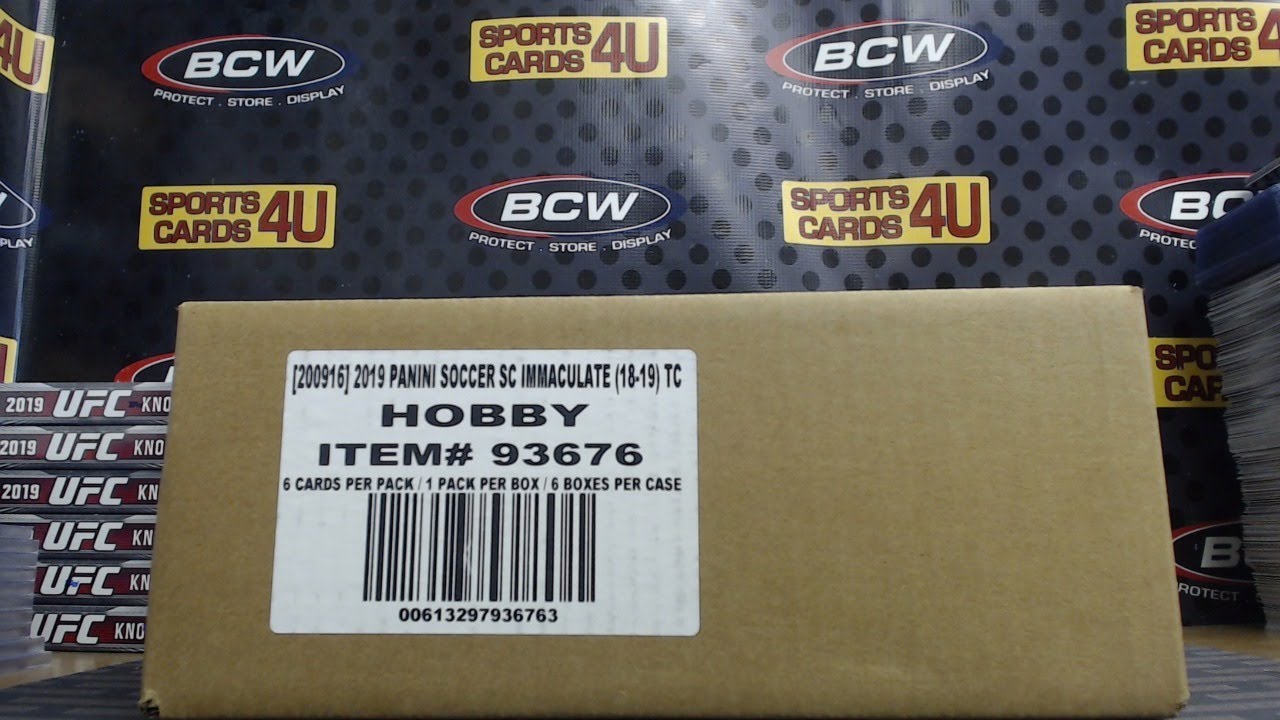 SPORTS
CARDS 4U
BCW
PROTECT . STORE . DISPLAY
SPORTS
CARDS 4U
BCW
PROTECT . STORE . DISPLAY
SPORTS
CARDS
4U
SPORTS
CARDS 4U
BCW
PROTECT . STORE . DISPLAY
SPORTS
CARDS 4U
BCW
DISPLAY
[200916] 2019 PANINI SOCCER SC IMMACULATE (18-19) TC
HOBBY
ITEM# 93676
6 CARDS PER PACK / 1 PACK PER BOX / 6 BOXES PER CASE
00613297936763
2019 UFC
2019 UFC
2019 UFC
UFC
UFC
UFC